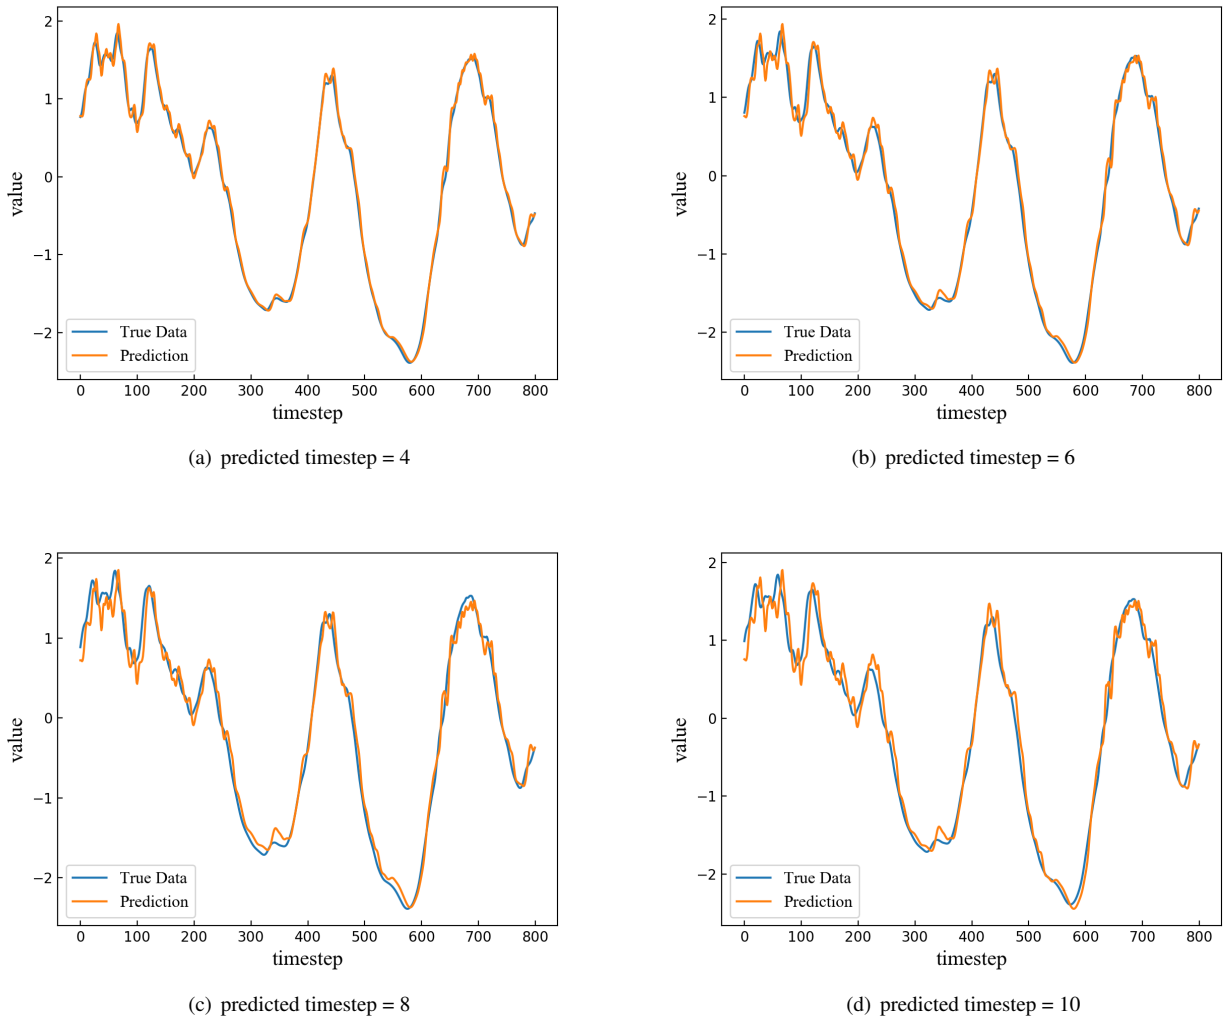 2
1
0
−1
−2
value
True Data
Prediction
0 100 200 300 400 500 600 700 800
timestep
(a) predicted timestep = 4
2
1
0
−1
−2
value
True Data
Prediction
0 100 200 300 400 500 600 700 800
timestep
(b) predicted timestep = 6
2
1
0
−1
−2
value
True Data
Prediction
0 100 200 300 400 500 600 700 800
timestep
(c) predicted timestep = 8
2
1
0
−1
−2
value
True Data
Prediction
0 100 200 300 400 500 600 700 800
timestep
(d) predicted timestep = 10